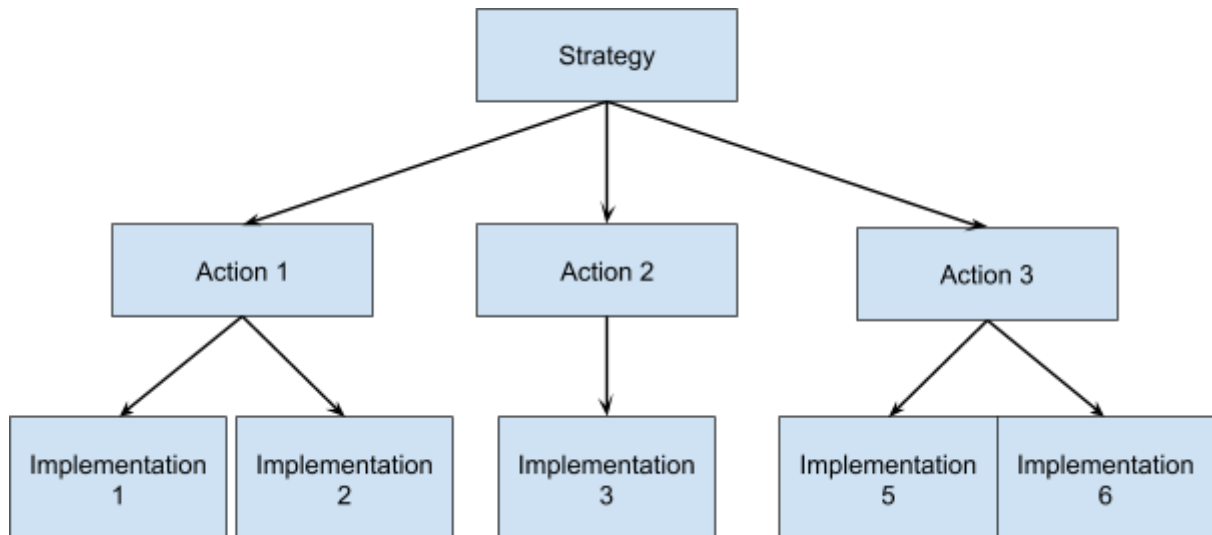 Strategy
Action 1
Action 2
Action 3
Implementation
1
Implementation
2
Implementation
3
Implementation
5
Implementation
6